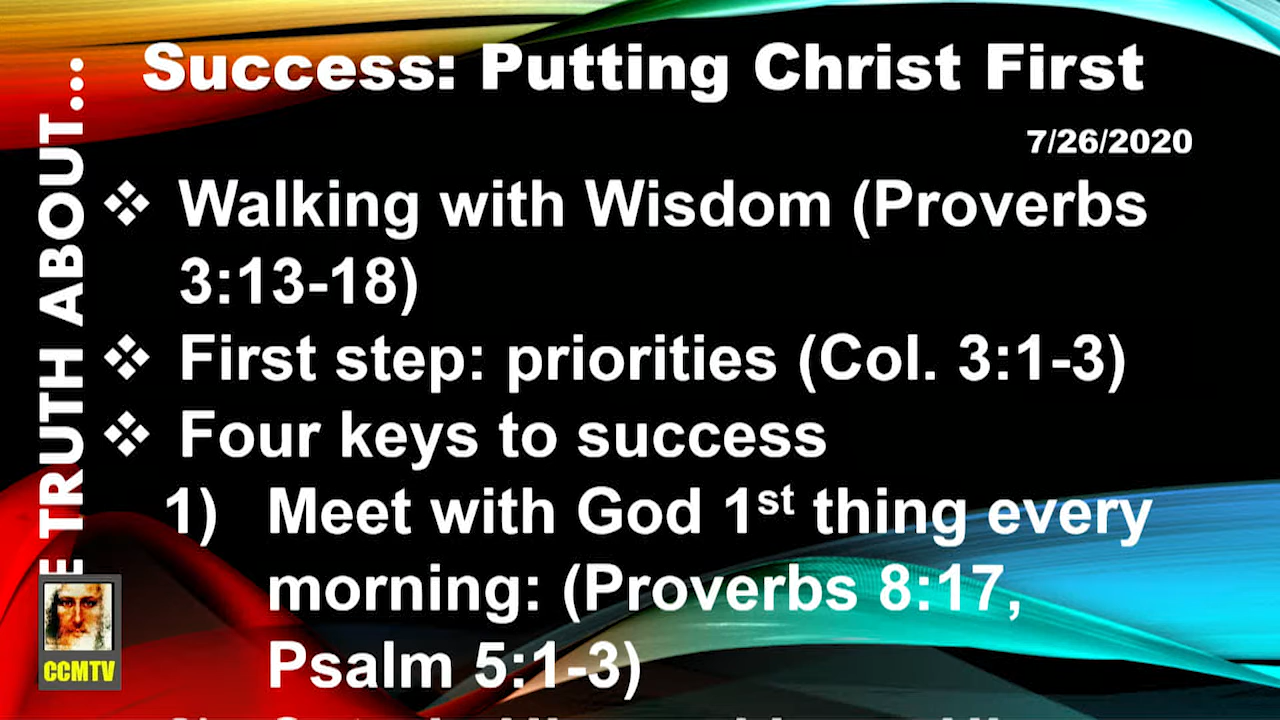 Success: Putting Christ First
7/26/2020
TRUTH ABOUT...
❖ Walking with Wisdom (Proverbs
3:13-18)
❖ First step: priorities (Col. 3:1-3)
❖ Four keys to success
1) Meet with God 1st thing every
morning: (Proverbs 8:17,
Psalm 5:1-3)
CCMTV